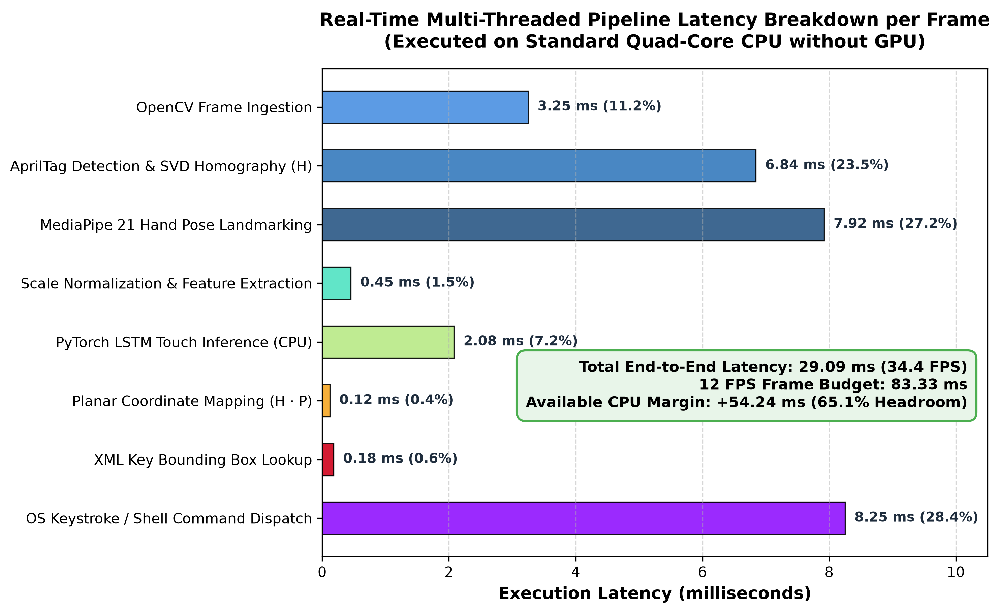 Real-Time Multi-Threaded Pipeline Latency Breakdown per Frame
(Executed on Standard Quad-Core CPU without GPU)
OpenCV Frame Ingestion
3.25 ms (11.2%)
AprilTag Detection & SVD Homography (H)
6.84 ms (23.5%)
MediaPipe 21 Hand Pose Landmarking
7.92 ms (27.2%)
Scale Normalization & Feature Extraction
0.45 ms (1.5%)
PyTorch LSTM Touch Inference (CPU)
2.08 ms (7.2%)
Total End-to-End Latency: 29.09 ms (34.4 FPS)
12 FPS Frame Budget: 83.33 ms
Available CPU Margin: +54.24 ms (65.1% Headroom)
Planar Coordinate Mapping (H · P)
0.12 ms (0.4%)
XML Key Bounding Box Lookup
0.18 ms (0.6%)
OS Keystroke / Shell Command Dispatch
8.25 ms (28.4%)
0 2 4 6 8 10
Execution Latency (milliseconds)